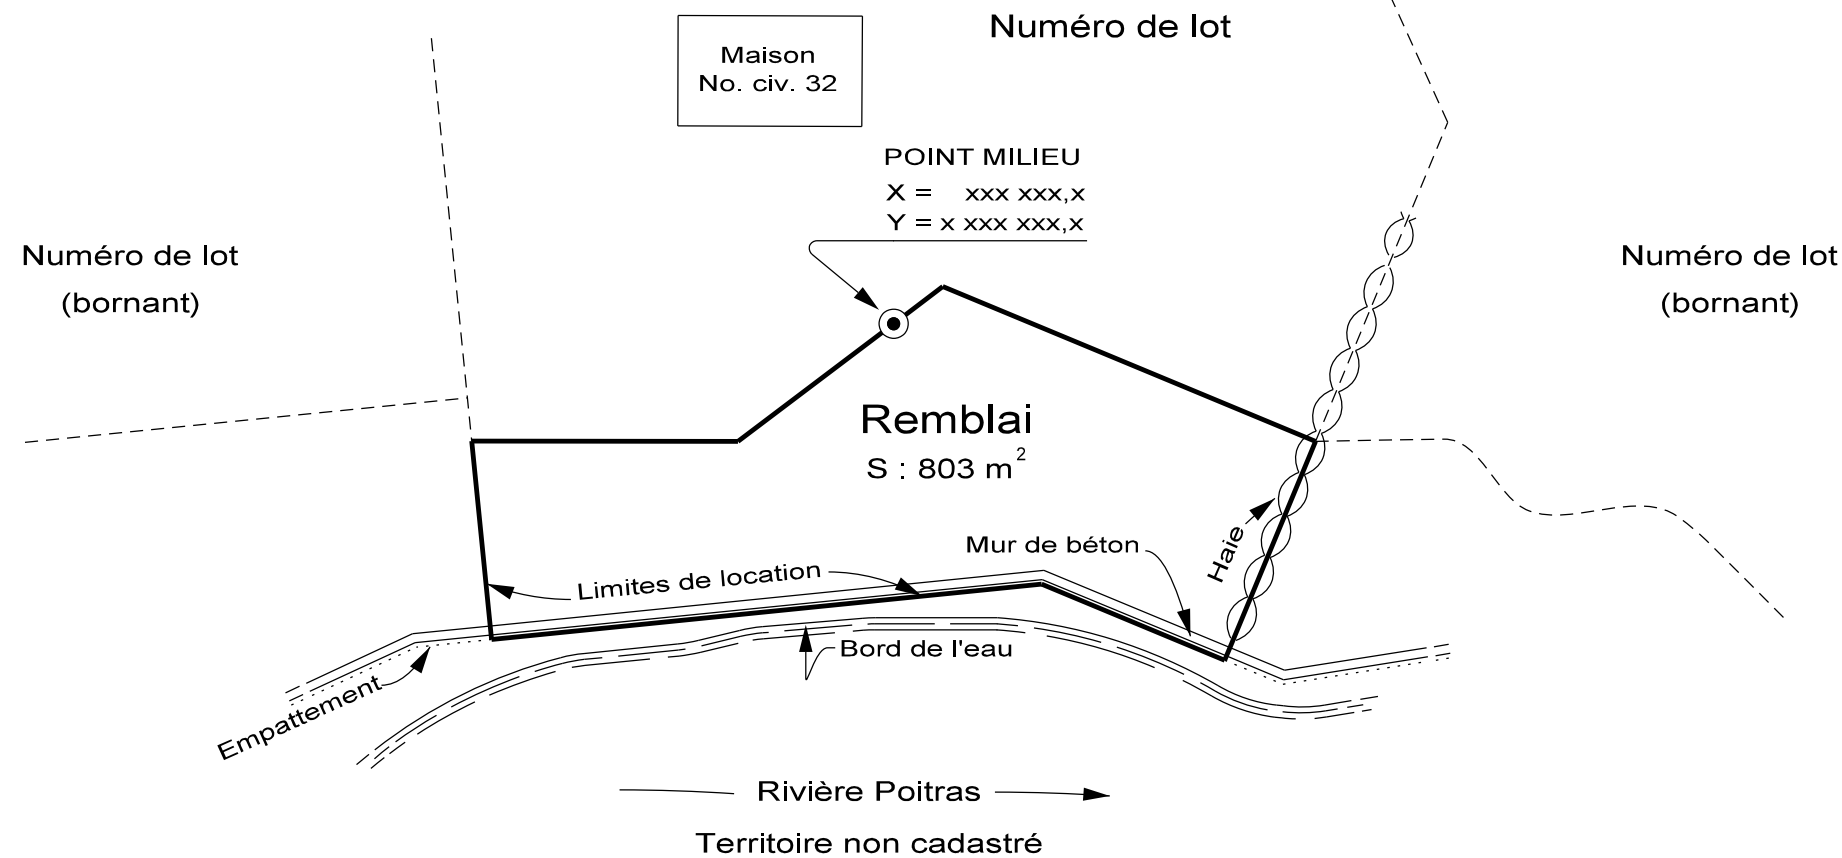 Numéro de lot
Maison
No. civ. 32
POINT MILIEU
X = xxx xxx,x
Y = x xxx xxx,x
Numéro de lot
(bornant)
Numéro de lot
(bornant)
Remblai
S : 803 m²
Haie
Mur de béton
Limites de location
Bord de l'eau
Empattement
Rivière Poitras
Territoire non cadastré